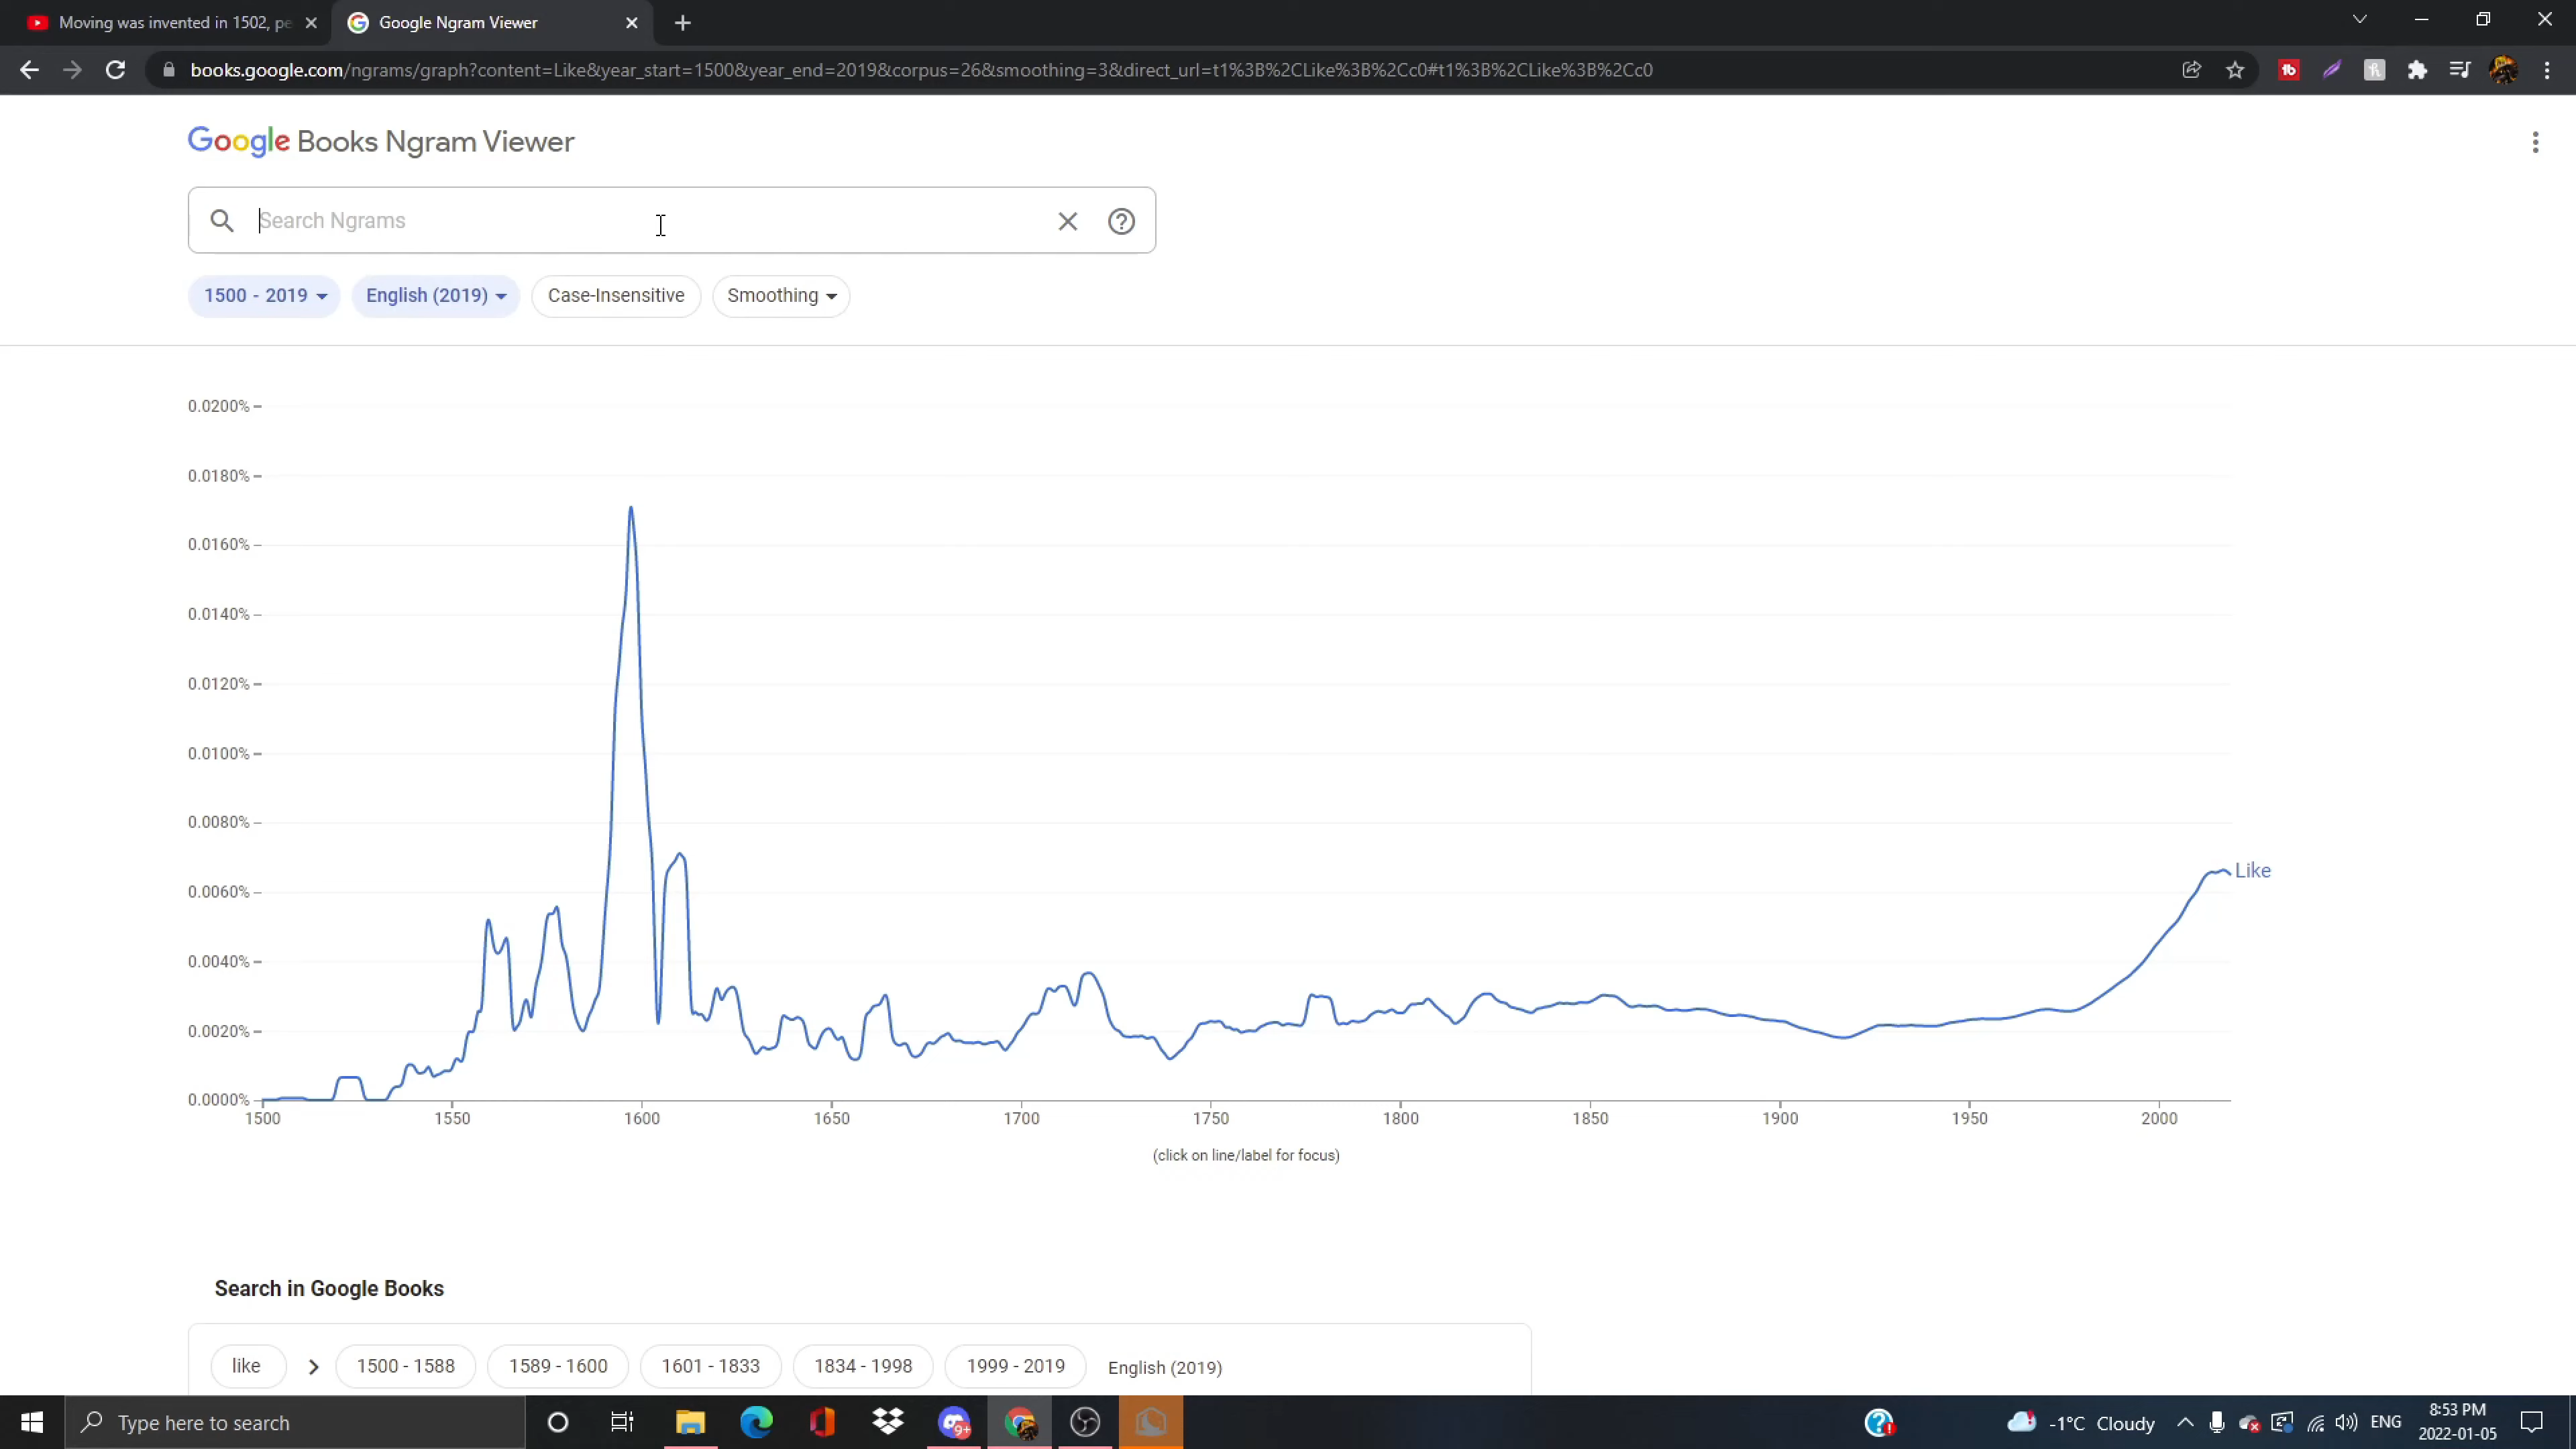 Moving was invented in 1502, pe
Google Ngram Viewer
books.google.com/ngrams/graph?content=Like&year_start=1500&year_end=2019&corpus=26&smoothing=3&direct_url=t1%3B%2CLike%3B%2Cc0#t1%3B%2CLike%3B%2Cc0
tb
Google Books Ngram Viewer
Search Ngrams
1500 - 2019
English (2019)
Case-Insensitive
Smoothing
0.0200%
0.0180%
0.0160%
0.0140%
0.0120%
0.0100%
0.0080%
0.0060%
0.0040%
0.0020%
0.0000%
Like
1500 1550 1600 1650 1700 1750 1800 1850 1900 1950 2000
(click on line/label for focus)
Search in Google Books
like
1500 - 1588
1589 - 1600
1601 - 1833
1834 - 1998
1999 - 2019
English (2019)
Type here to search
9+
-1°C Cloudy
ENG
8:53 PM
2022-01-05